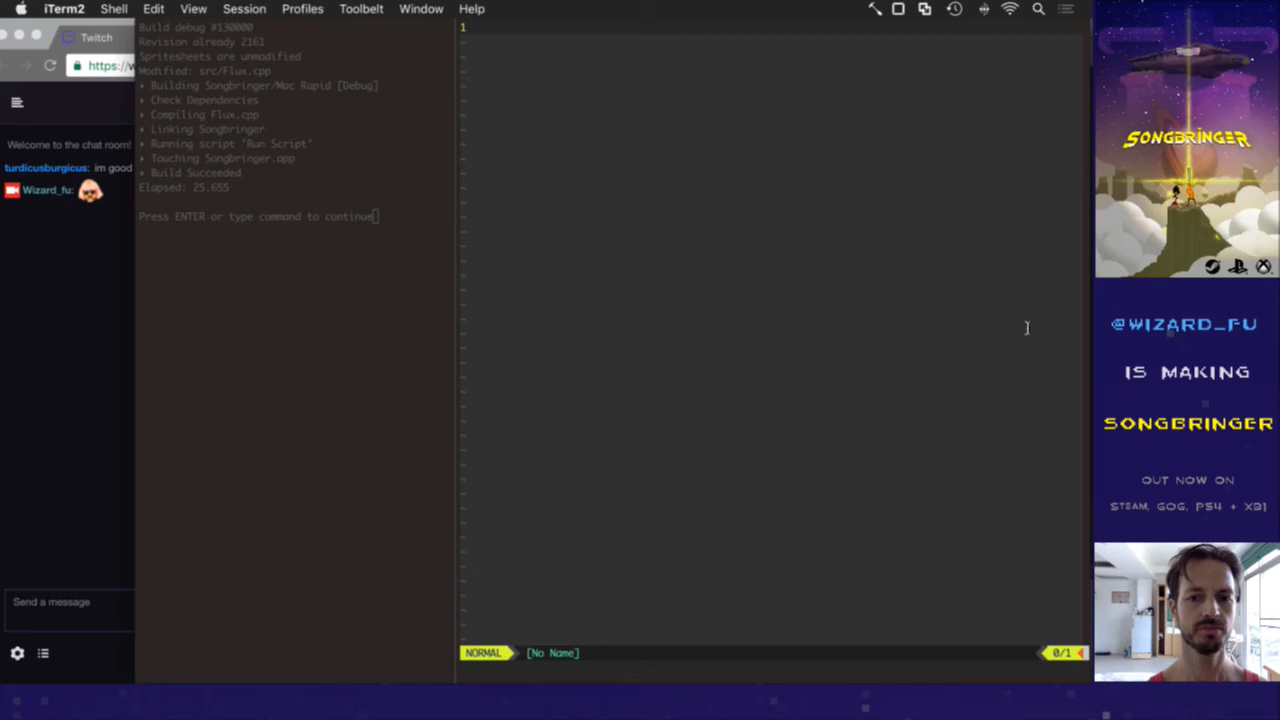 iTerm2 Shell Edit View Session Profiles Toolbelt Window Help
Twitch
https://w
Welcome to the chat room!
turdicusburgicus: im good
Wizard_fu:
Send a message
Build debug #130000
Revision already 2161
Spritesheets are unmodified
Modified: src/Flux.cpp
Building Songbringer/Mac Rapid [Debug]
Check Dependencies
Compiling Flux.cpp
Linking Songbringer
Running script 'Run Script'
Touching Songbringer.app
Build Succeeded
Elapsed: 25.655
Press ENTER or type command to continue
1
NORMAL [No Name] 0/1
SONGBRINGER
@WIZARD_FU
IS MAKING
SONGBRINGER
OUT NOW ON
STEAM, GOG, PS4 + XB1